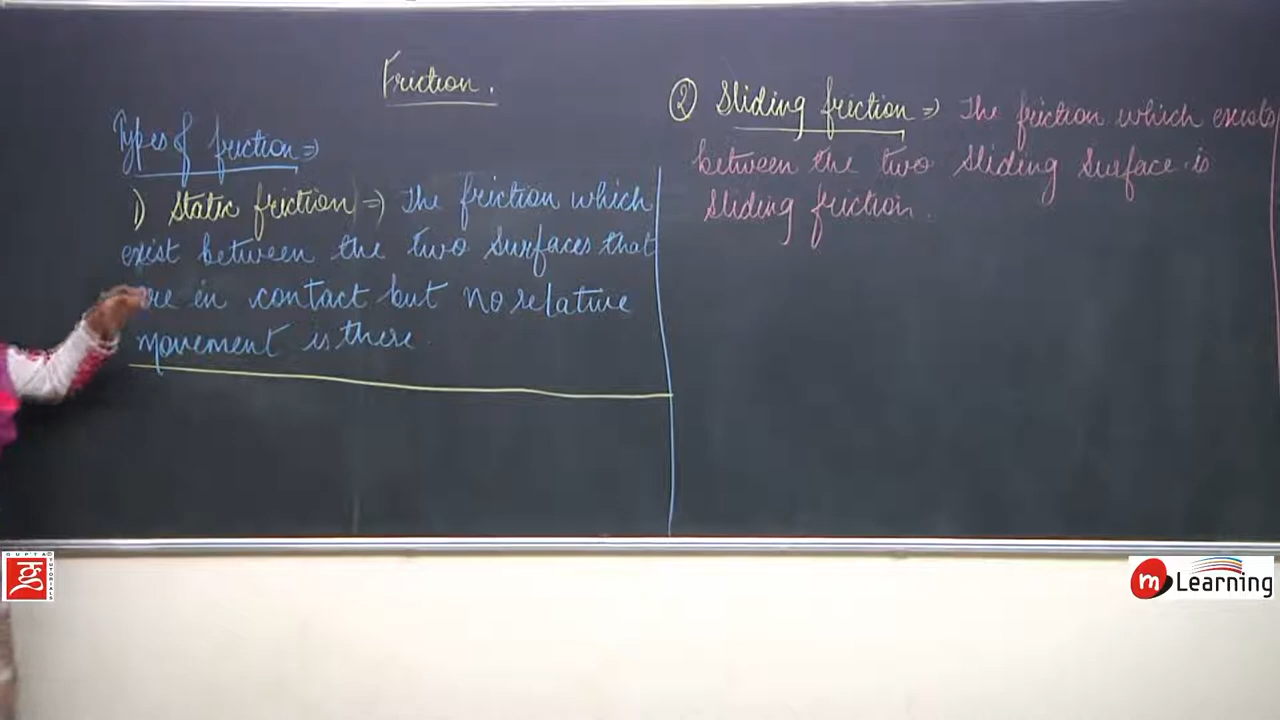 Friction.
Types of friction ⇒
1) Static friction ⇒ The friction which
exist between the two surfaces that
are in contact but no relative
movement is there.
② Sliding friction ⇒ The friction which exists
between the two sliding surface is
sliding friction.
GUPTA
TUTORIALS
m Learning